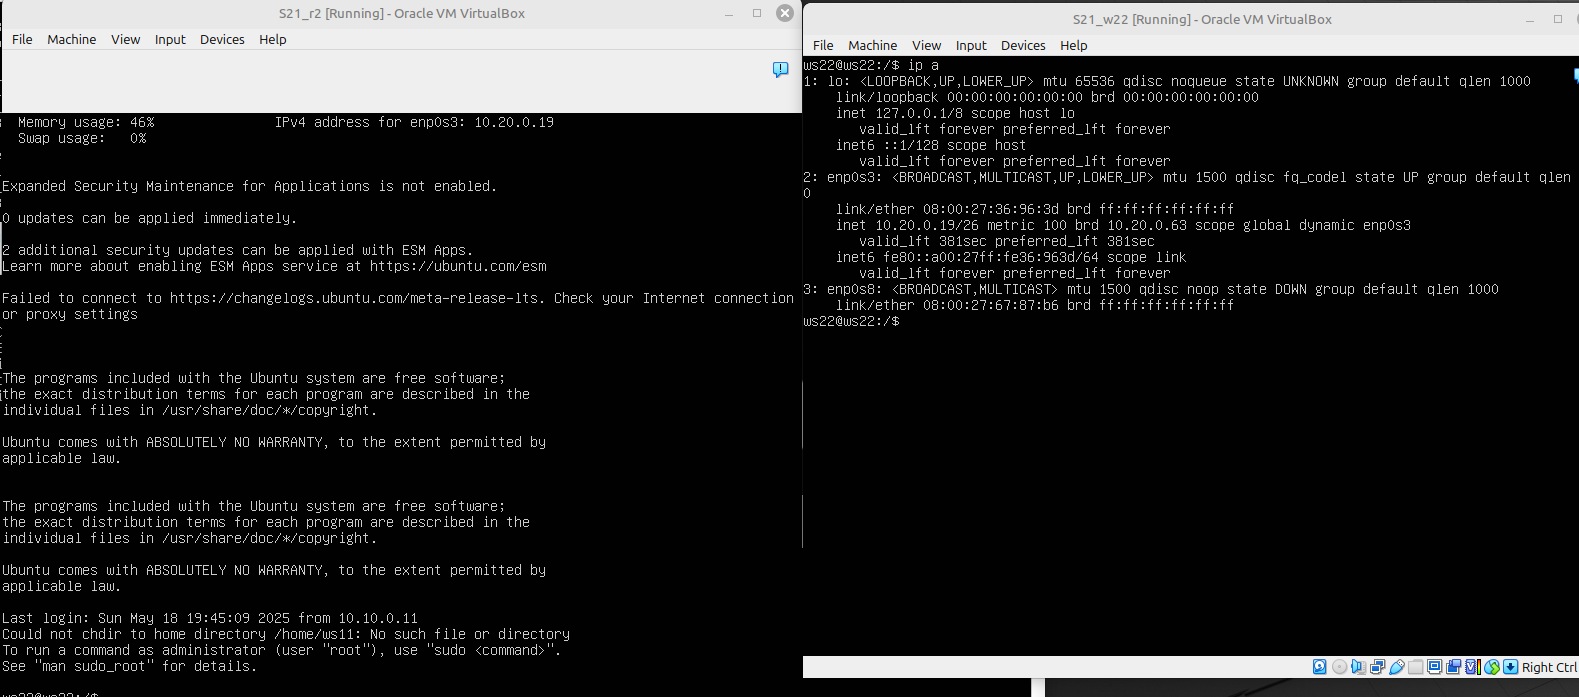 S21_r2 [Running] - Oracle VM VirtualBox
File Machine View Input Devices Help
Memory usage: 46% IPv4 address for enp0s3: 10.20.0.19
Swap usage: 0%
Expanded Security Maintenance for Applications is not enabled.
0 updates can be applied immediately.
2 additional security updates can be applied with ESM Apps.
Learn more about enabling ESM Apps service at https://ubuntu.com/esm
Failed to connect to https://changelogs.ubuntu.com/meta-release-lts. Check your Internet connection
or proxy settings
The programs included with the Ubuntu system are free software;
the exact distribution terms for each program are described in the
individual files in /usr/share/doc/*/copyright.
Ubuntu comes with ABSOLUTELY NO WARRANTY, to the extent permitted by
applicable law.
The programs included with the Ubuntu system are free software;
the exact distribution terms for each program are described in the
individual files in /usr/share/doc/*/copyright.
Ubuntu comes with ABSOLUTELY NO WARRANTY, to the extent permitted by
applicable law.
Last login: Sun May 18 19:45:09 2025 from 10.10.0.11
Could not chdir to home directory /home/ws11: No such file or directory
To run a command as administrator (user "root"), use "sudo <command>".
See "man sudo_root" for details.
ws22@ws22:/$
S21_w22 [Running] - Oracle VM VirtualBox
File Machine View Input Devices Help
ws22@ws22:/$ ip a
1: lo: <LOOPBACK,UP,LOWER_UP> mtu 65536 qdisc noqueue state UNKNOWN group default qlen 1000
link/loopback 00:00:00:00:00:00 brd 00:00:00:00:00:00
inet 127.0.0.1/8 scope host lo
valid_lft forever preferred_lft forever
inet6 ::1/128 scope host
valid_lft forever preferred_lft forever
2: enp0s3: <BROADCAST,MULTICAST,UP,LOWER_UP> mtu 1500 qdisc fq_codel state UP group default qlen
0
link/ether 08:00:27:36:96:3d brd ff:ff:ff:ff:ff:ff
inet 10.20.0.19/26 metric 100 brd 10.20.0.63 scope global dynamic enp0s3
valid_lft 381sec preferred_lft 381sec
inet6 fe80::a00:27ff:fe36:963d/64 scope link
valid_lft forever preferred_lft forever
3: enp0s8: <BROADCAST,MULTICAST> mtu 1500 qdisc noop state DOWN group default qlen 1000
link/ether 08:00:27:67:87:b6 brd ff:ff:ff:ff:ff:ff
ws22@ws22:/$
Right Ctrl